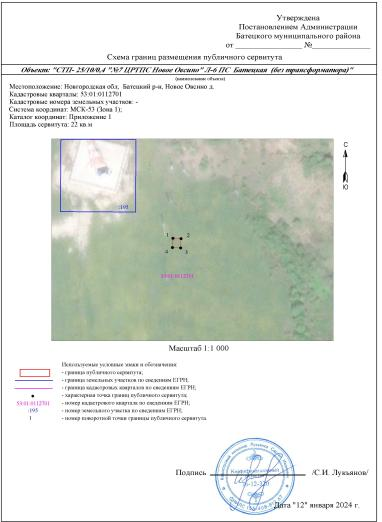 Утверждена
Постановлением Администрации
Батецкого муниципального района
от ______________ №______________
Схема границ размещения публичного сервитута
Объект: "СТП- 25/10/0,4 "№7 ЦРТПС Новое Овсино" Л-6 ПС Батецкая (без трансформатора)"
(наименование объекта)
Местоположение: Новгородская обл, Батецкий р-н, Новое Овсино д.
Кадастровые кварталы: 53:01:0112701
Кадастровые номера земельных участков: -
Система координат: МСК-53 (Зона 1);
Каталог координат: Приложение 1
Площадь сервитута: 22 кв.м
С
Ю
:195
1 2
4 3
53:01:0112701
Масштаб 1:1 000
Используемые условные знаки и обозначения:
- граница публичного сервитута;
- граница земельных участков по сведениям ЕГРН;
- граница кадастровых кварталов по сведениям ЕГРН;
- характерная точка границ публичного сервитута;
53:01:0112701 - номер кадастрового квартала по сведениям ЕГРН;
:195 - номер земельного участка по сведениям ЕГРН;
1 - номер поворотной точки границы публичного сервитута.
Подпись /С.И. Лукъянов/
Дата "12" января 2024 г.